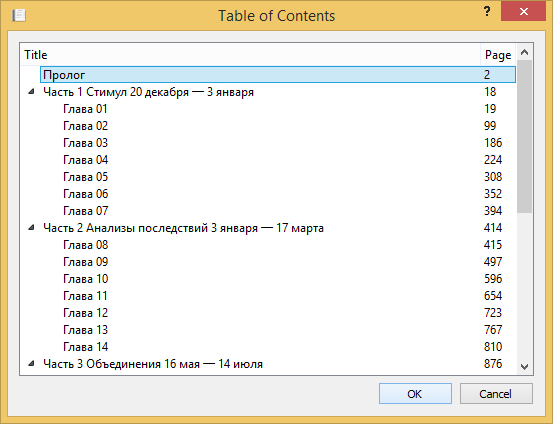 Table of Contents
?
Title Page
Пролог 2
Часть 1 Стимул 20 декабря — 3 января 18
Глава 01 19
Глава 02 99
Глава 03 186
Глава 04 224
Глава 05 308
Глава 06 352
Глава 07 394
Часть 2 Анализы последствий 3 января — 17 марта 414
Глава 08 415
Глава 09 497
Глава 10 596
Глава 11 654
Глава 12 723
Глава 13 767
Глава 14 810
Часть 3 Объединения 16 мая — 14 июля 876
OK Cancel